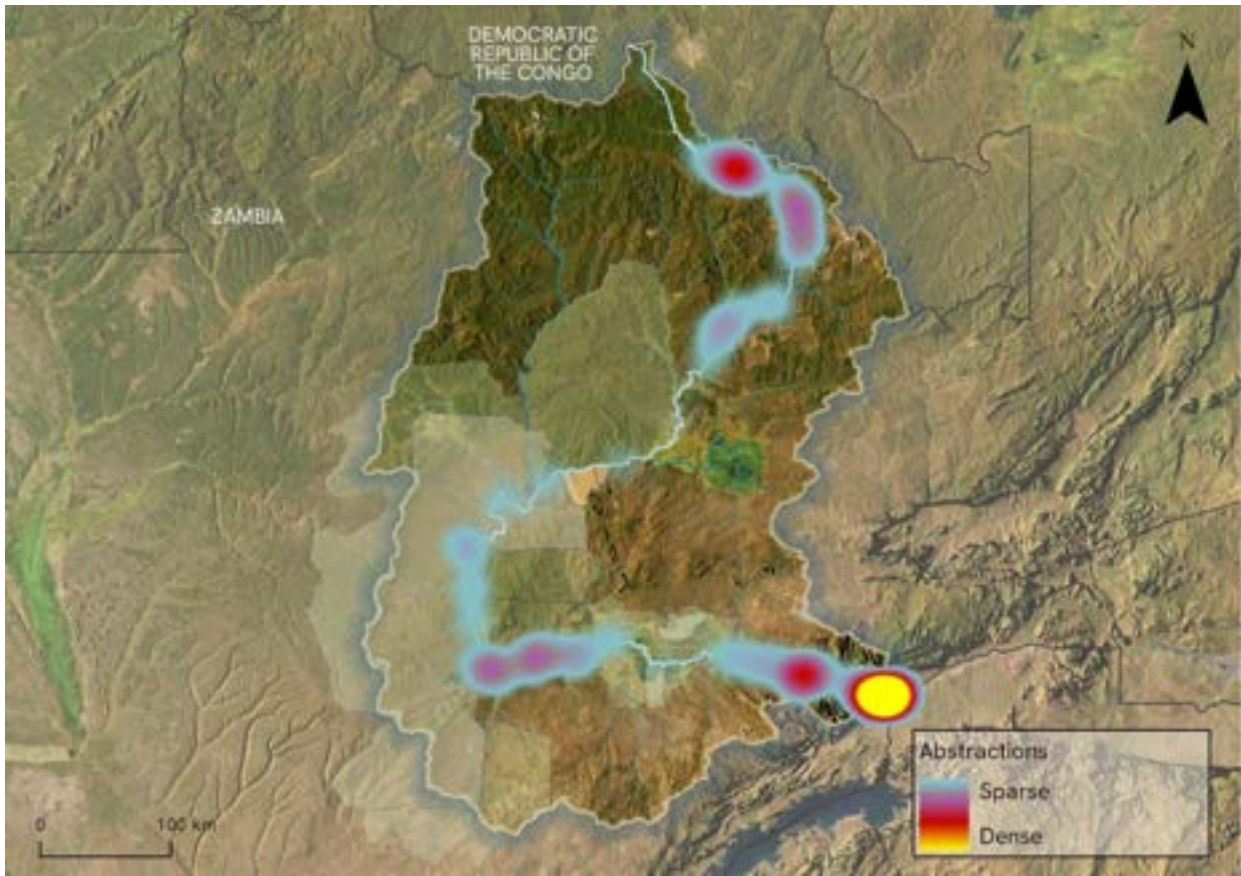 DEMOCRATIC
REPUBLIC OF
THE CONGO
N
ZAMBIA
Abstractions
Sparse
Dense
0 100 km